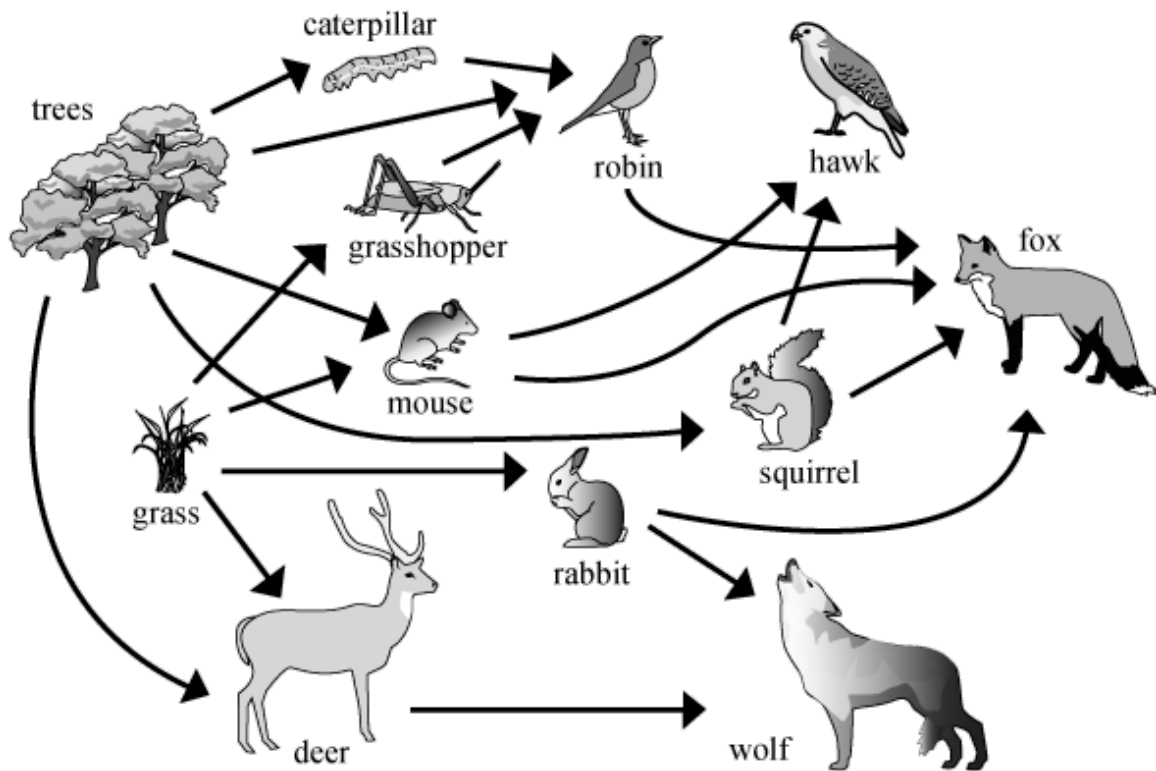 caterpillar
trees
robin
hawk
grasshopper
fox
mouse
squirrel
grass
rabbit
deer
wolf